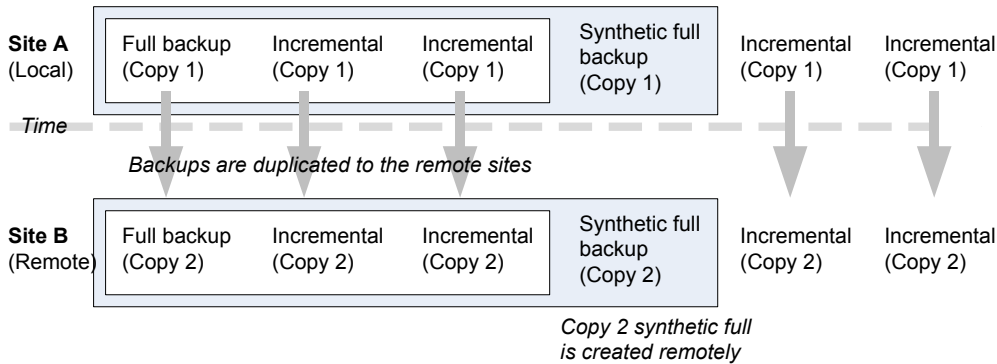 Site A
(Local)
Full backup
(Copy 1)
Incremental
(Copy 1)
Incremental
(Copy 1)
Synthetic full
backup
(Copy 1)
Incremental
(Copy 1)
Incremental
(Copy 1)
Time
Backups are duplicated to the remote sites
Site B
(Remote)
Full backup
(Copy 2)
Incremental
(Copy 2)
Incremental
(Copy 2)
Synthetic full
backup
(Copy 2)
Incremental
(Copy 2)
Incremental
(Copy 2)
Copy 2 synthetic full
is created remotely